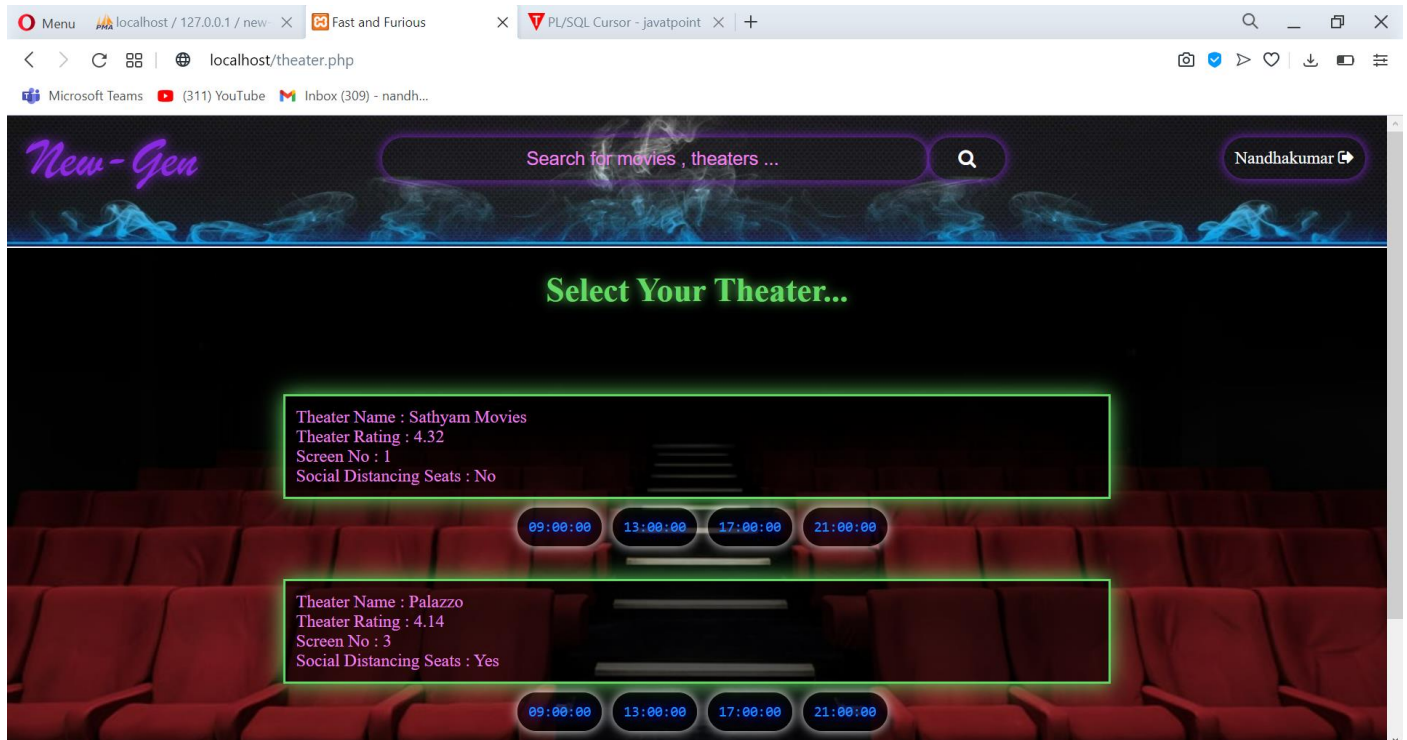 Menu
localhost / 127.0.0.1 / new-
Fast and Furious
PL/SQL Cursor - javatpoint
localhost/theater.php
Microsoft Teams
(311) YouTube
Inbox (309) - nandh...
New-Gen
Search for movies , theaters ...
Nandhakumar
Select Your Theater...
Theater Name : Sathyam Movies
Theater Rating : 4.32
Screen No : 1
Social Distancing Seats : No
09:00:00 13:00:00 17:00:00 21:00:00
Theater Name : Palazzo
Theater Rating : 4.14
Screen No : 3
Social Distancing Seats : Yes
09:00:00 13:00:00 17:00:00 21:00:00